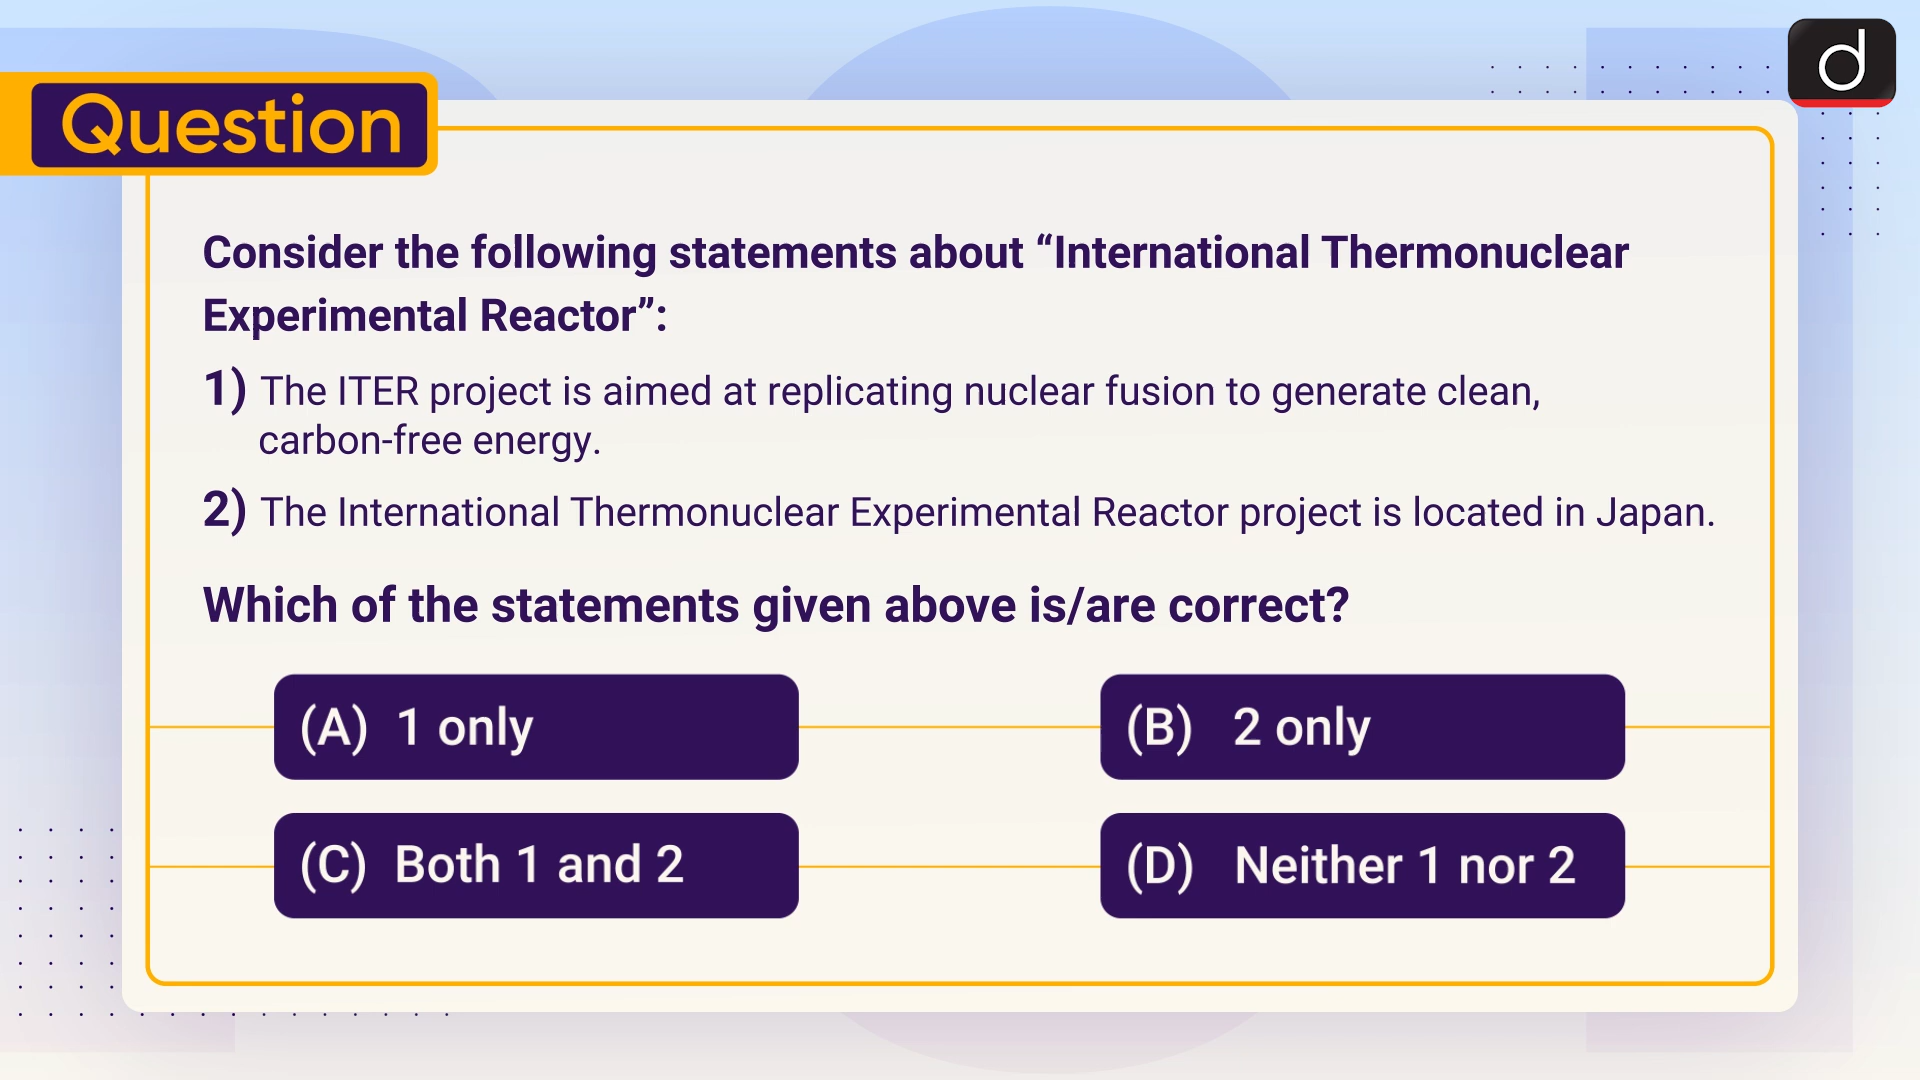 Question
Consider the following statements about “International Thermonuclear
Experimental Reactor”:
1) The ITER project is aimed at replicating nuclear fusion to generate clean,
carbon-free energy.
2) The International Thermonuclear Experimental Reactor project is located in Japan.
Which of the statements given above is/are correct?
(A) 1 only
(B) 2 only
(C) Both 1 and 2
(D) Neither 1 nor 2
d